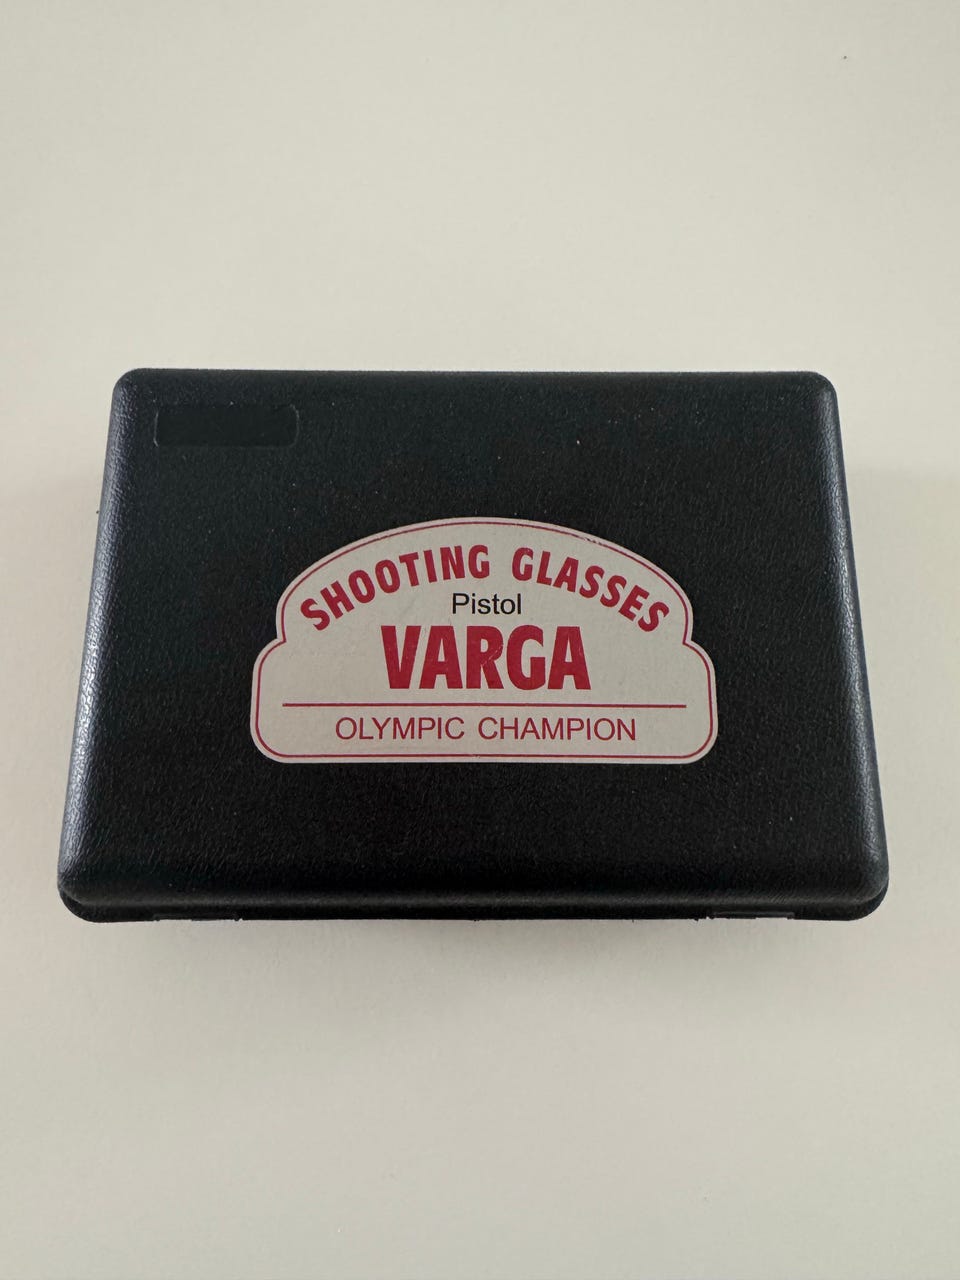 SHOOTING GLASSES
Pistol
VARGA
OLYMPIC CHAMPION